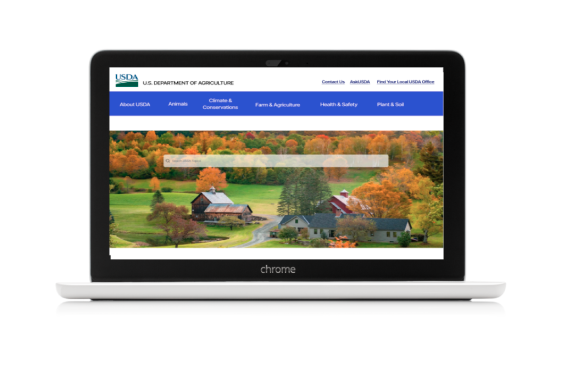 USDA
U.S. DEPARTMENT OF AGRICULTURE
Contact Us AskUSDA Find Your Local USDA Office
About USDA Animals Climate & Conservations Farm & Agriculture Health & Safety Plant & Soil
chrome